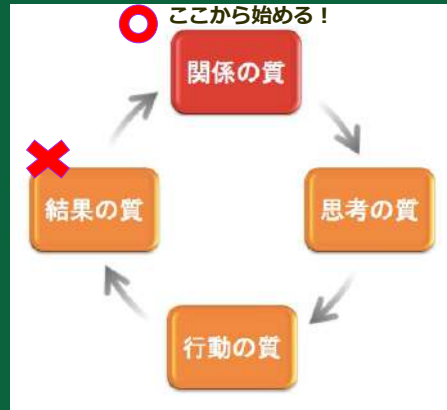 ここから始める！
関係の質
思考の質
行動の質
結果の質